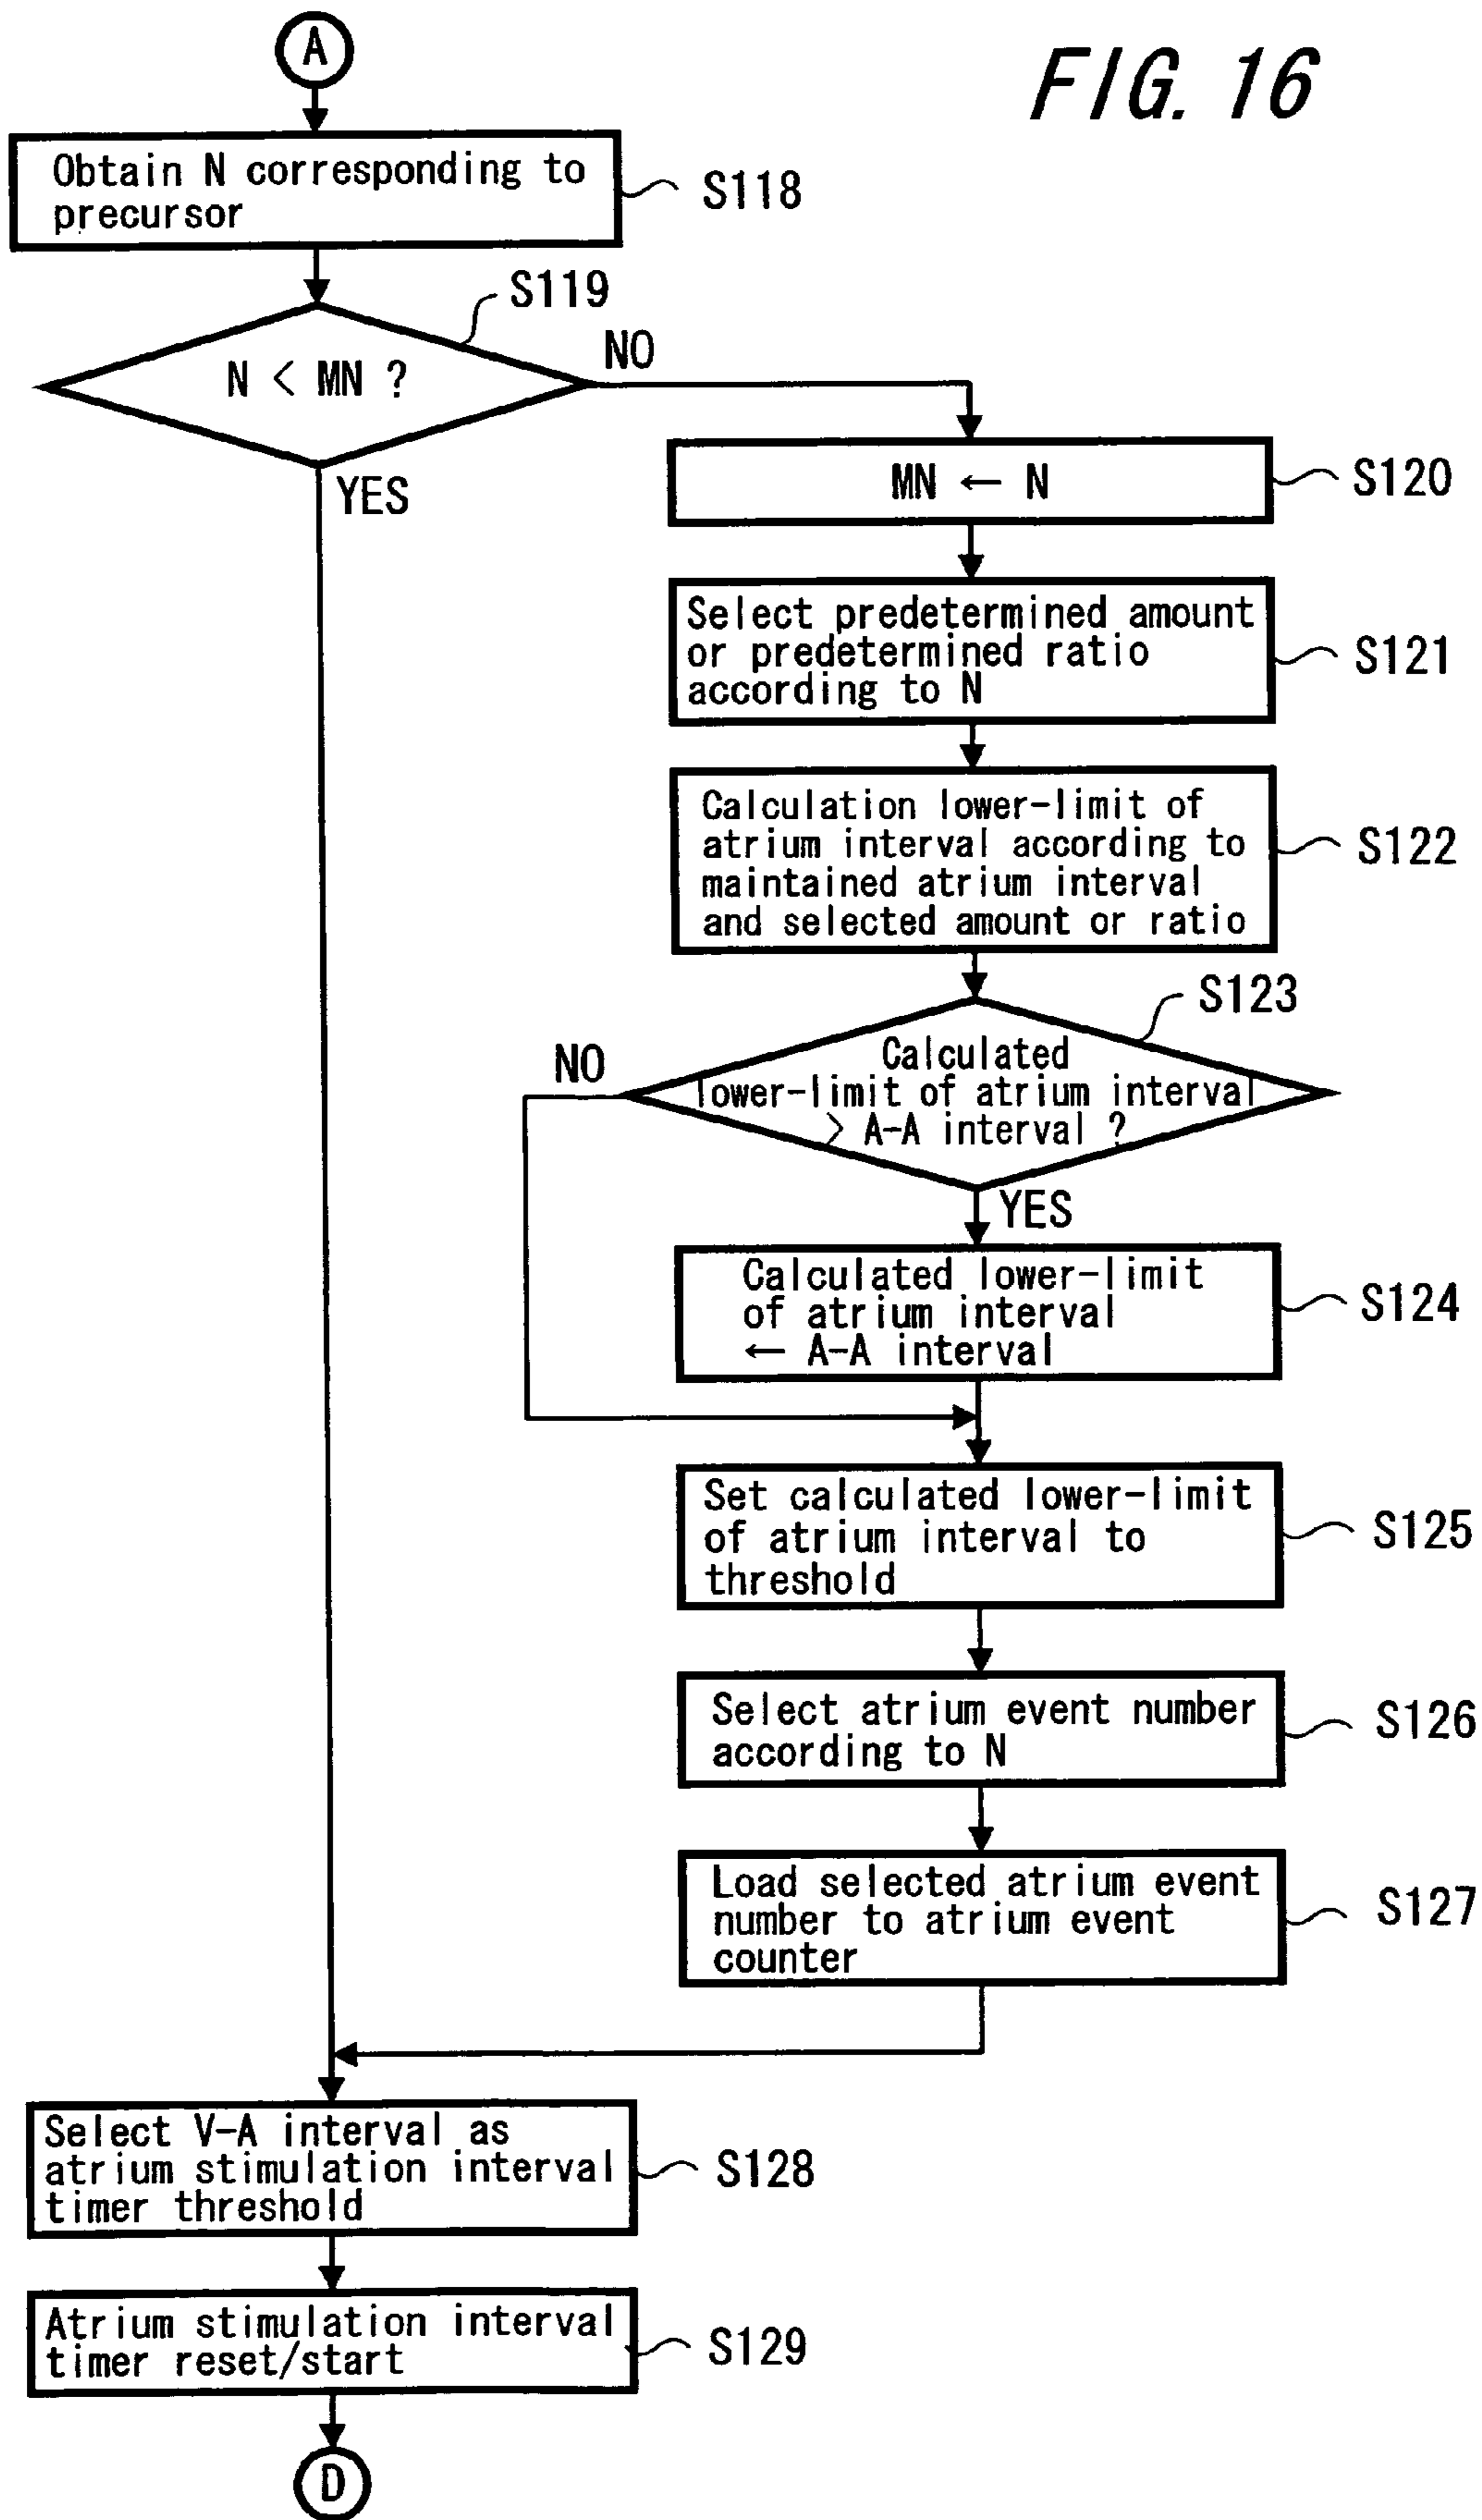 FIG. 16
A
Obtain N corresponding to
precursor
S118
S119
N < MN ?
NO
YES
MN ← N
S120
Select predetermined amount
or predetermined ratio
according to N
S121
Calculation lower-limit of
atrium interval according to
maintained atrium interval
and selected amount or ratio
S122
S123
Calculated
lower-limit of atrium interval
> A-A interval ?
NO
YES
Calculated lower-limit
of atrium interval
← A-A interval
S124
Set calculated lower-limit
of atrium interval to
threshold
S125
Select atrium event number
according to N
S126
Load selected atrium event
number to atrium event
counter
S127
Select V-A interval as
atrium stimulation interval
timer threshold
S128
Atrium stimulation interval
timer reset/start
S129
D